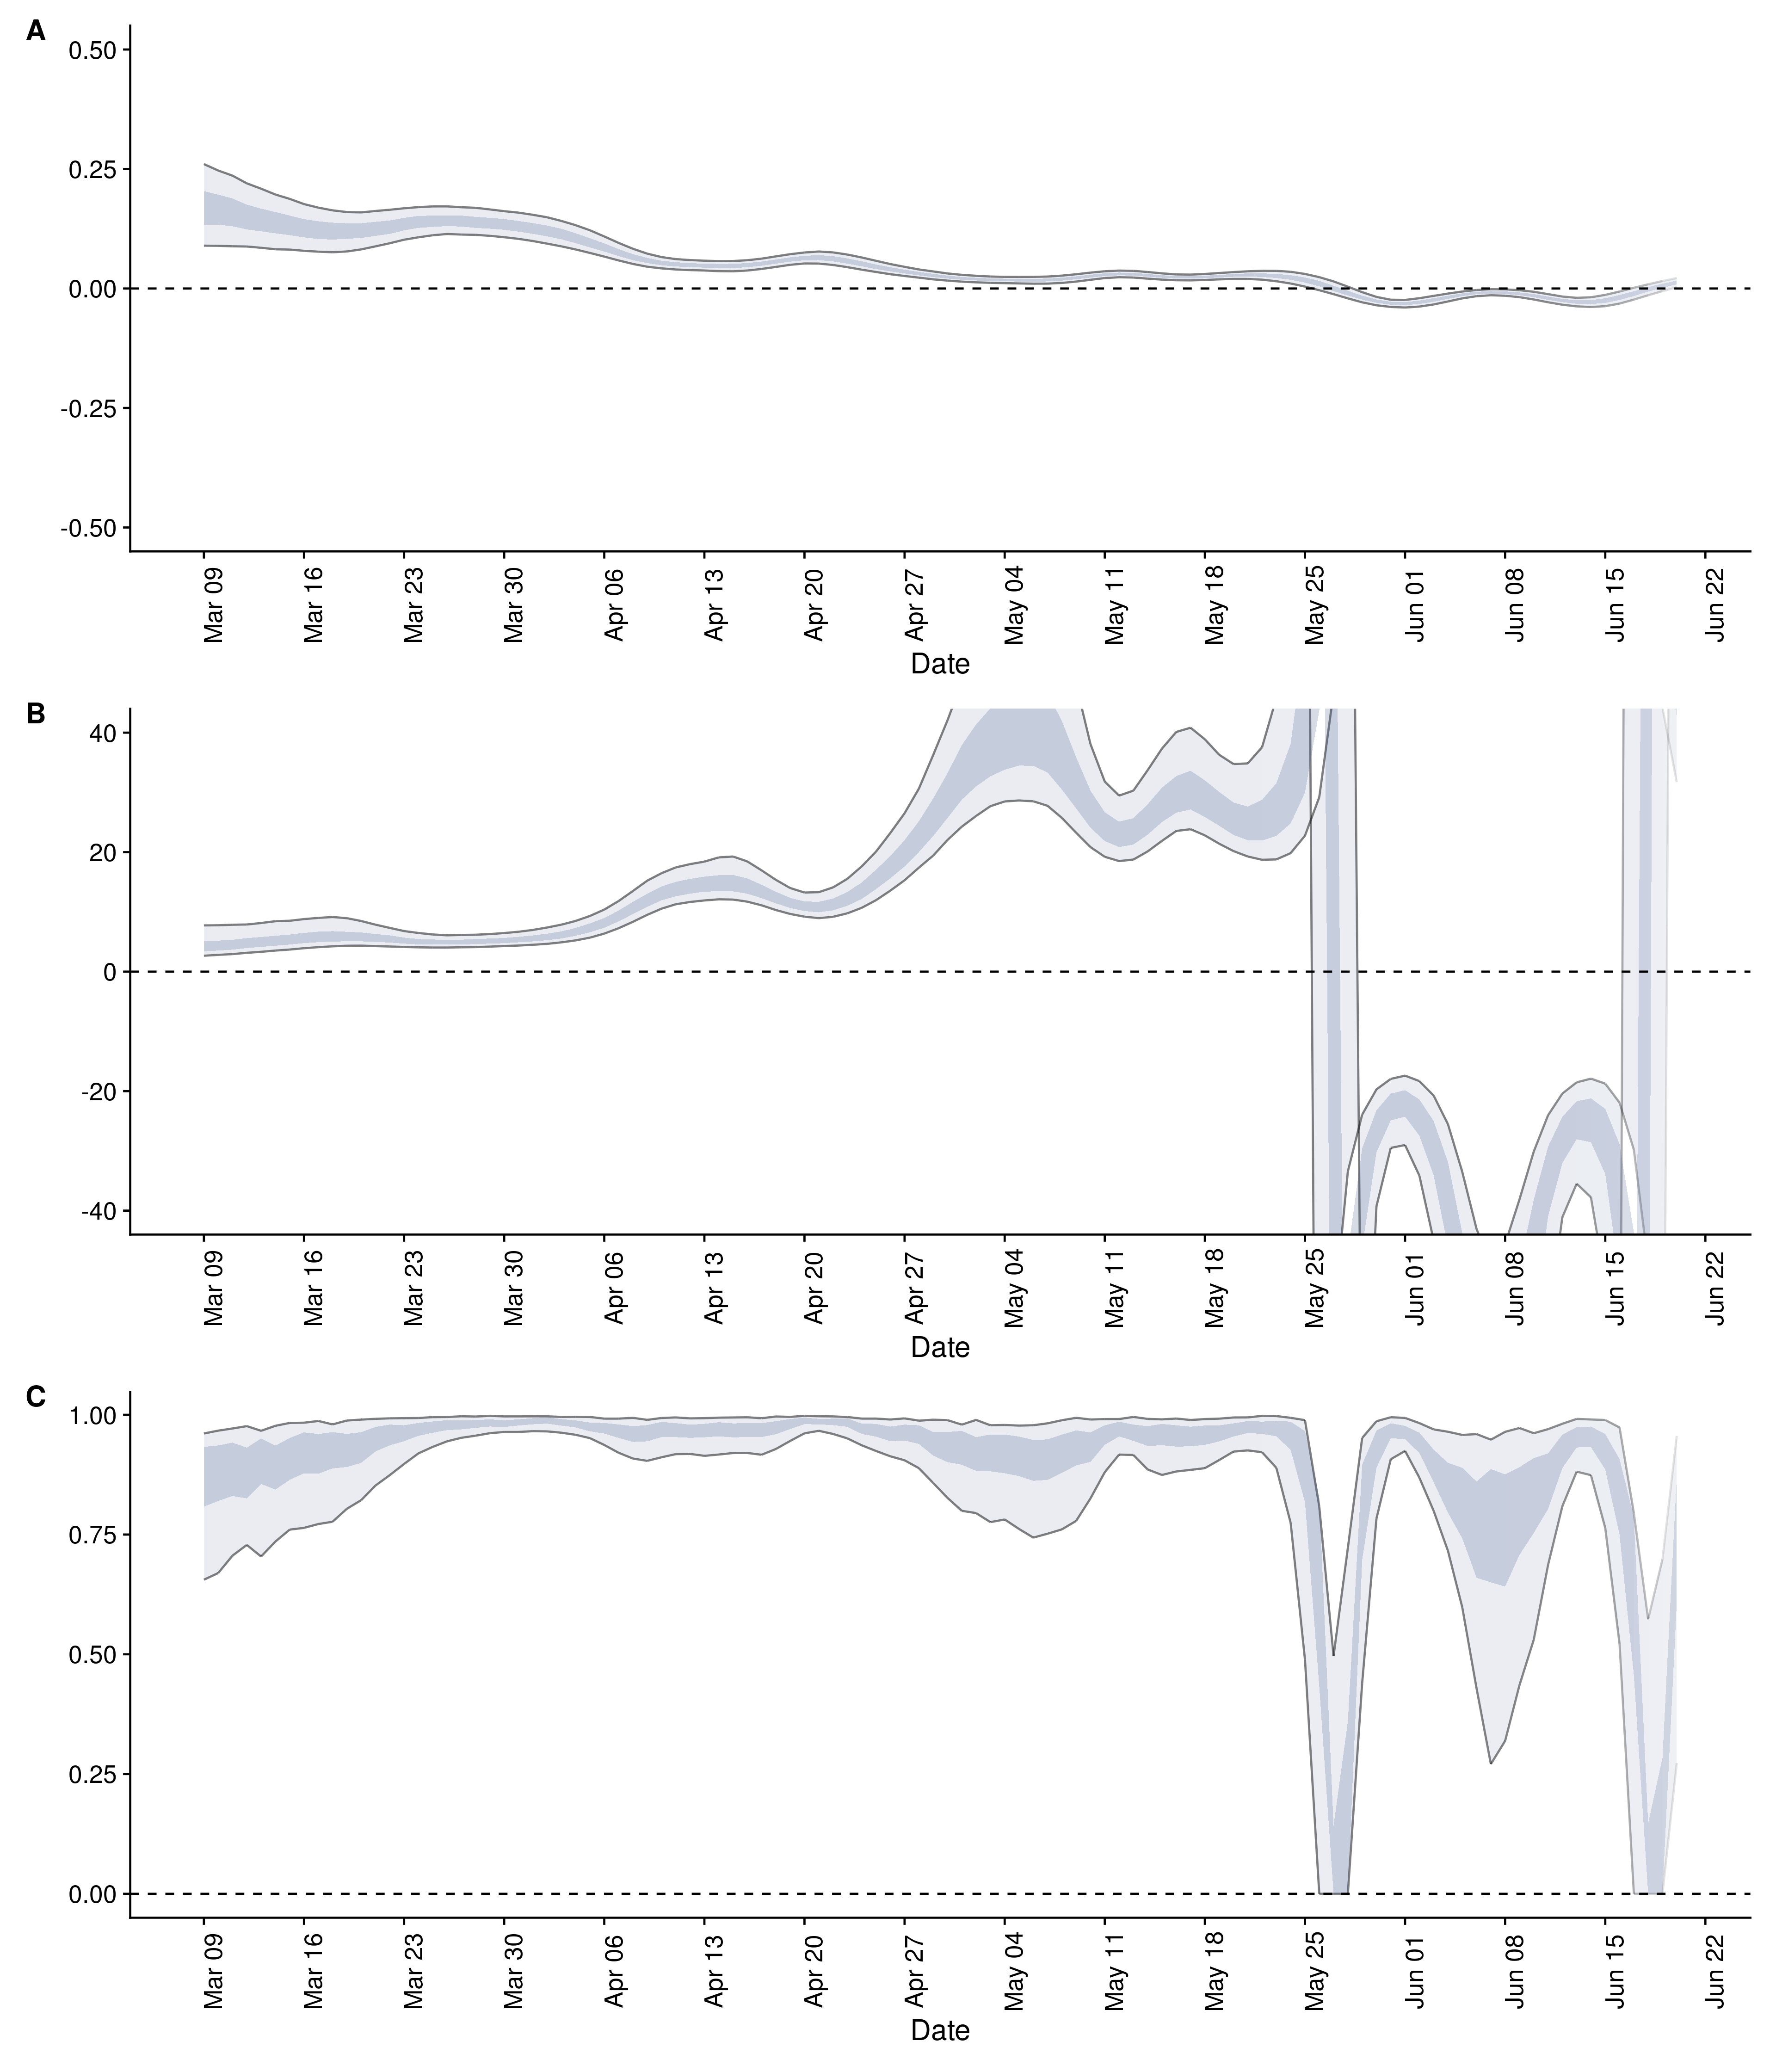 A
0.50
0.25
0.00
-0.25
-0.50
Mar 09
Mar 16
Mar 23
Mar 30
Apr 06
Apr 13
Apr 20
Apr 27
May 04
May 11
May 18
May 25
Jun 01
Jun 08
Jun 15
Jun 22
Date
B
40
20
0
-20
-40
Mar 09
Mar 16
Mar 23
Mar 30
Apr 06
Apr 13
Apr 20
Apr 27
May 04
May 11
May 18
May 25
Jun 01
Jun 08
Jun 15
Jun 22
Date
C
1.00
0.75
0.50
0.25
0.00
Mar 09
Mar 16
Mar 23
Mar 30
Apr 06
Apr 13
Apr 20
Apr 27
May 04
May 11
May 18
May 25
Jun 01
Jun 08
Jun 15
Jun 22
Date